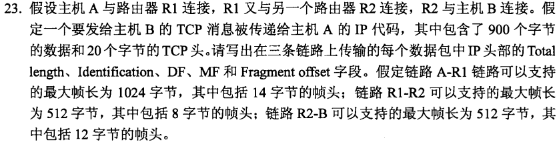 23. 假设主机 A 与路由器 R1 连接，R1 又与另一个路由器 R2 连接，R2 与主机 B 连接。假
定一个要发给主机 B 的 TCP 消息被传递给主机 A 的 IP 代码，其中包含了 900 个字节
的数据和 20 个字节的 TCP 头。请写出在三条链路上传输的每个数据包中 IP 头部的 Total
length、Identification、DF、MF 和 Fragment offset 字段。假定链路 A-R1 链路可以支持
的最大帧长为 1024 字节，其中包括 14 字节的帧头；链路 R1-R2 可以支持的最大帧长
为 512 字节，其中包括 8 字节的帧头；链路 R2-B 可以支持的最大帧长为 512 字节，其
中包括 12 字节的帧头。